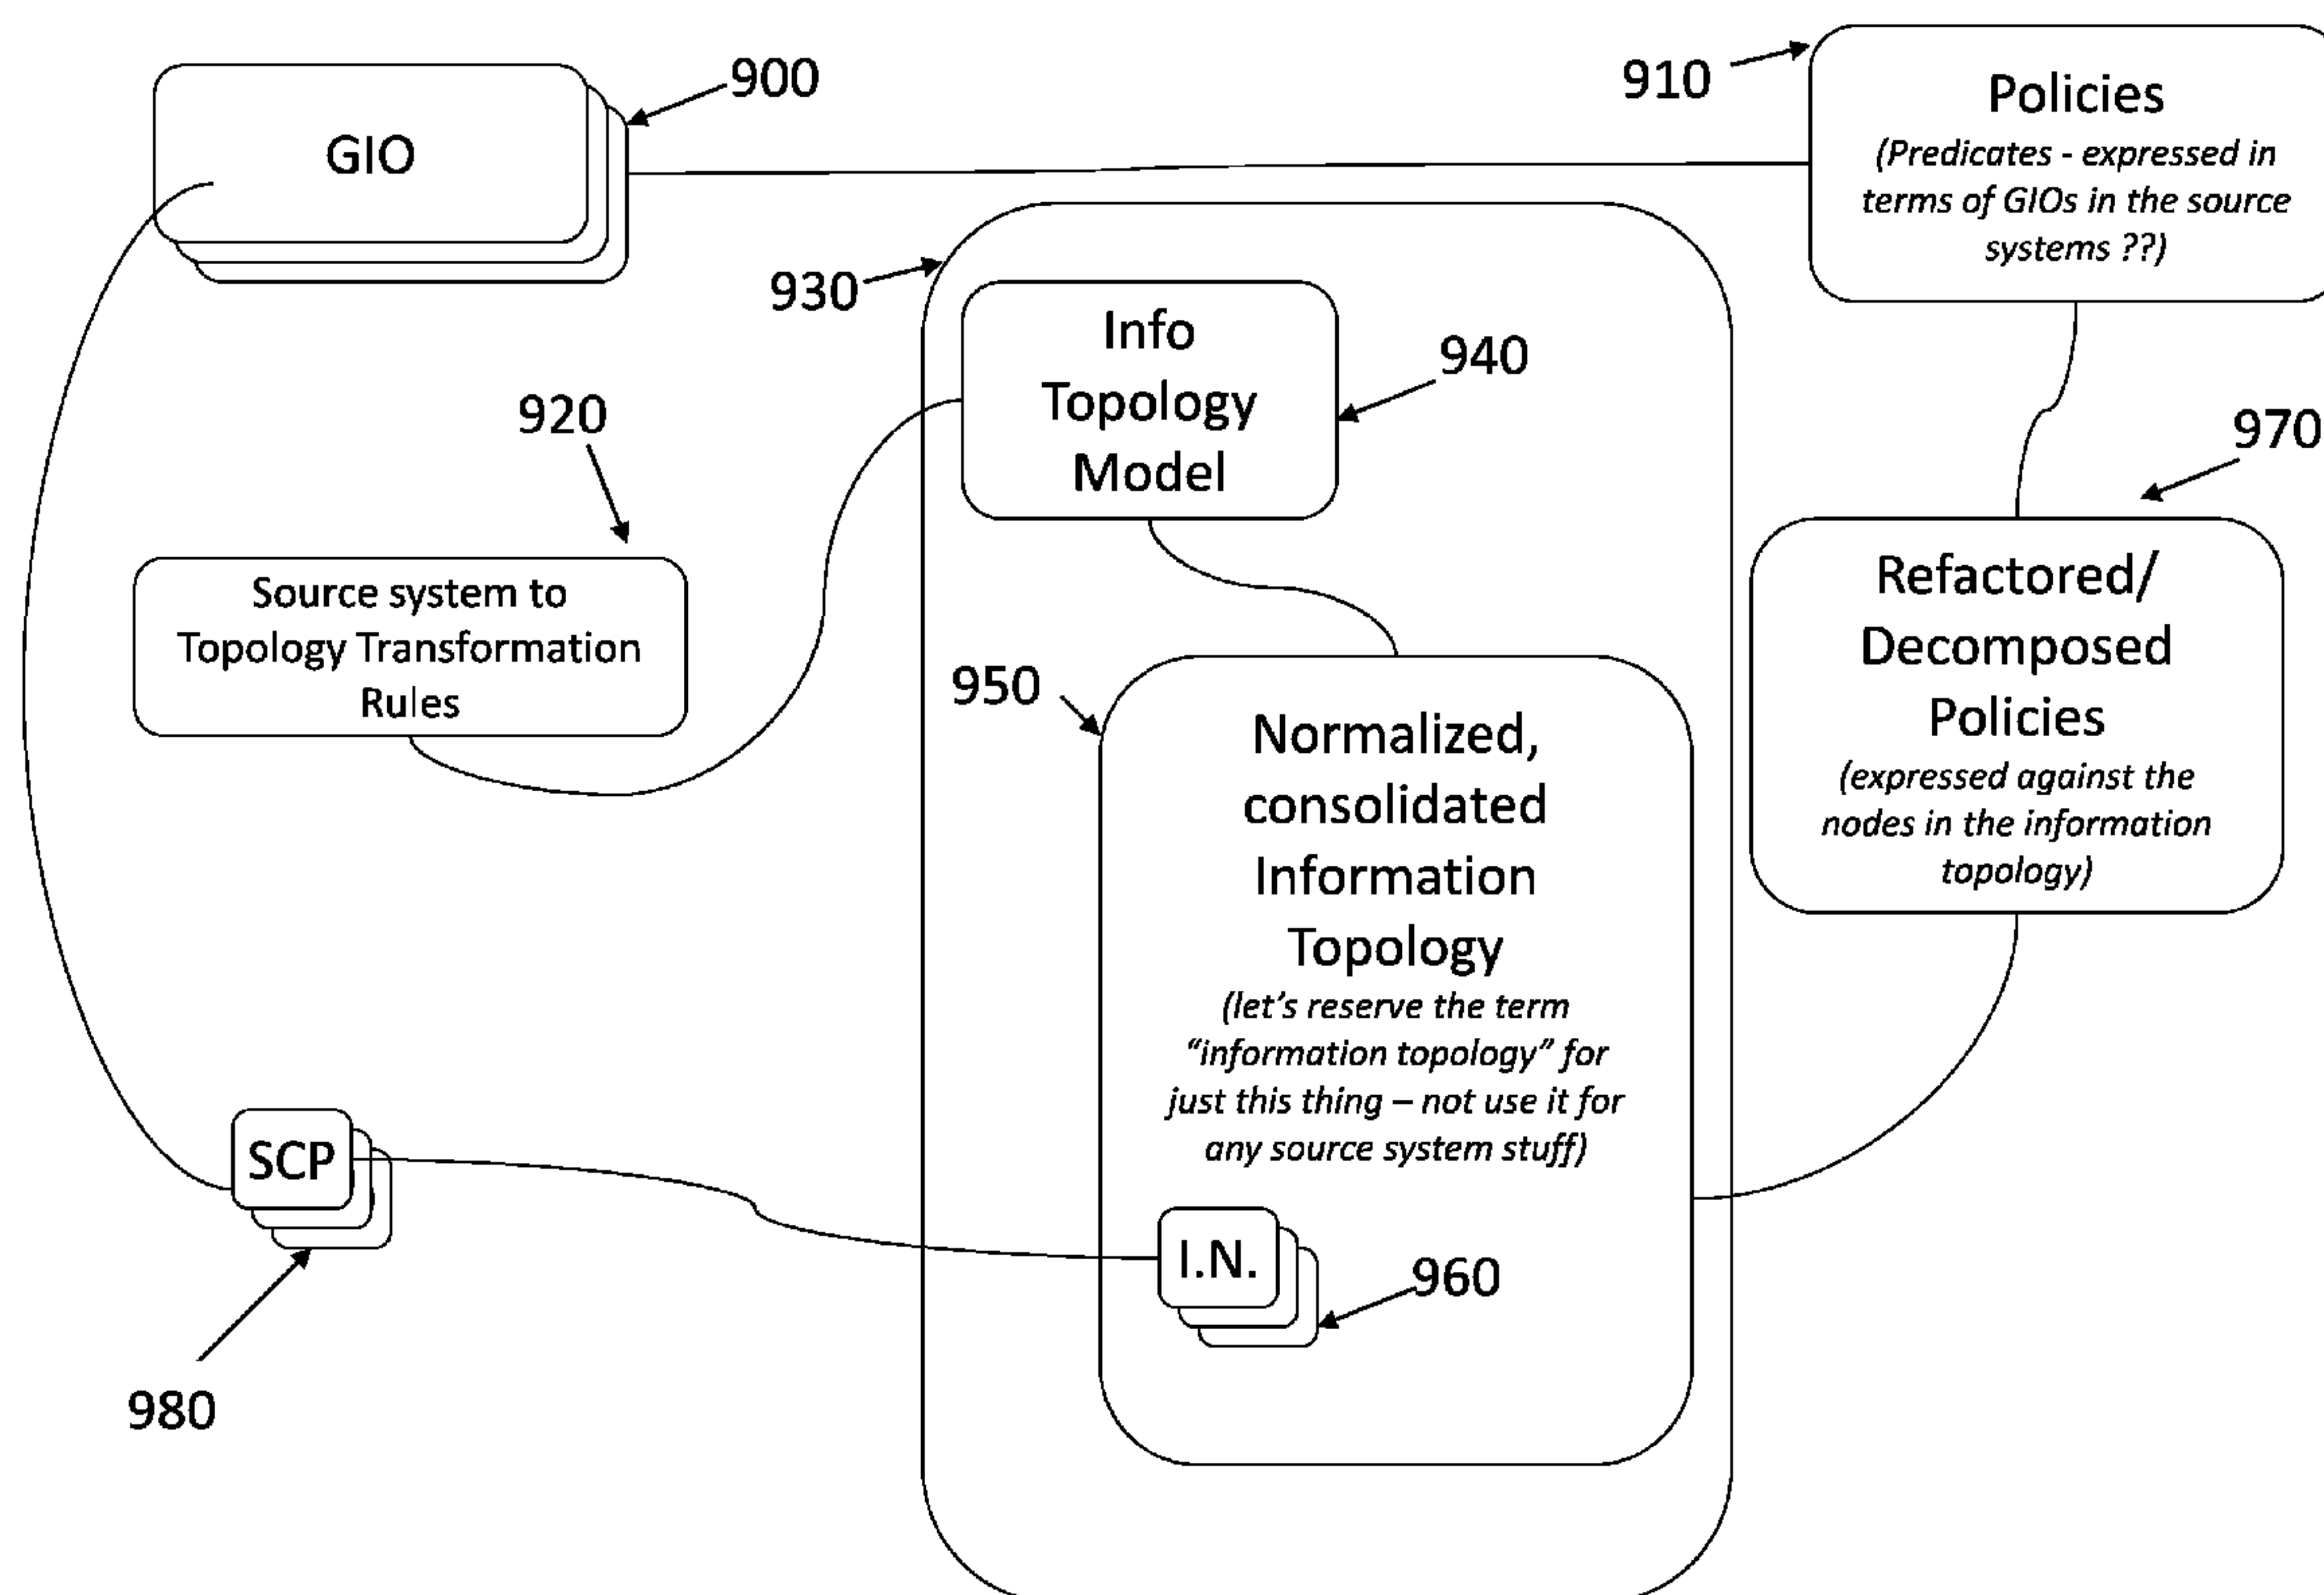 900
GIO
910
Policies
(Predicates - expressed in
terms of GIOs in the source
systems ??)
930
Info
Topology
Model
940
920
Source system to
Topology Transformation
Rules
970
Refactored/
Decomposed
Policies
(expressed against the
nodes in the information
topology)
950
Normalized,
consolidated
Information
Topology
(let’s reserve the term
“information topology” for
just this thing – not use it for
any source system stuff)
SCP
980
I.N.
960